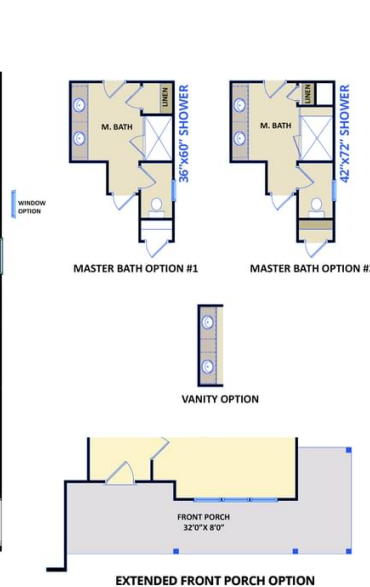 LINEN
36"x60" SHOWER
M. BATH
LINEN
42"x72" SHOWER
M. BATH
WINDOW
OPTION
MASTER BATH OPTION #1
MASTER BATH OPTION #
VANITY OPTION
FRONT PORCH
32'0"X 8'0"
EXTENDED FRONT PORCH OPTION